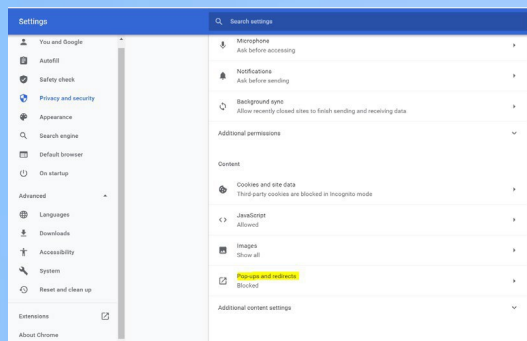 Settings
Search settings
You and Google
Autofill
Safety check
Privacy and security
Appearance
Search engine
Default browser
On startup
Advanced
Languages
Downloads
Accessibility
System
Reset and clean up
Extensions
About Chrome
Microphone
Ask before accessing
Notifications
Ask before sending
Background sync
Allow recently closed sites to finish sending and receiving data
Additional permissions
Content
Cookies and site data
Third-party cookies are blocked in Incognito mode
JavaScript
Allowed
Images
Show all
Pop-ups and redirects
Blocked
Additional content settings